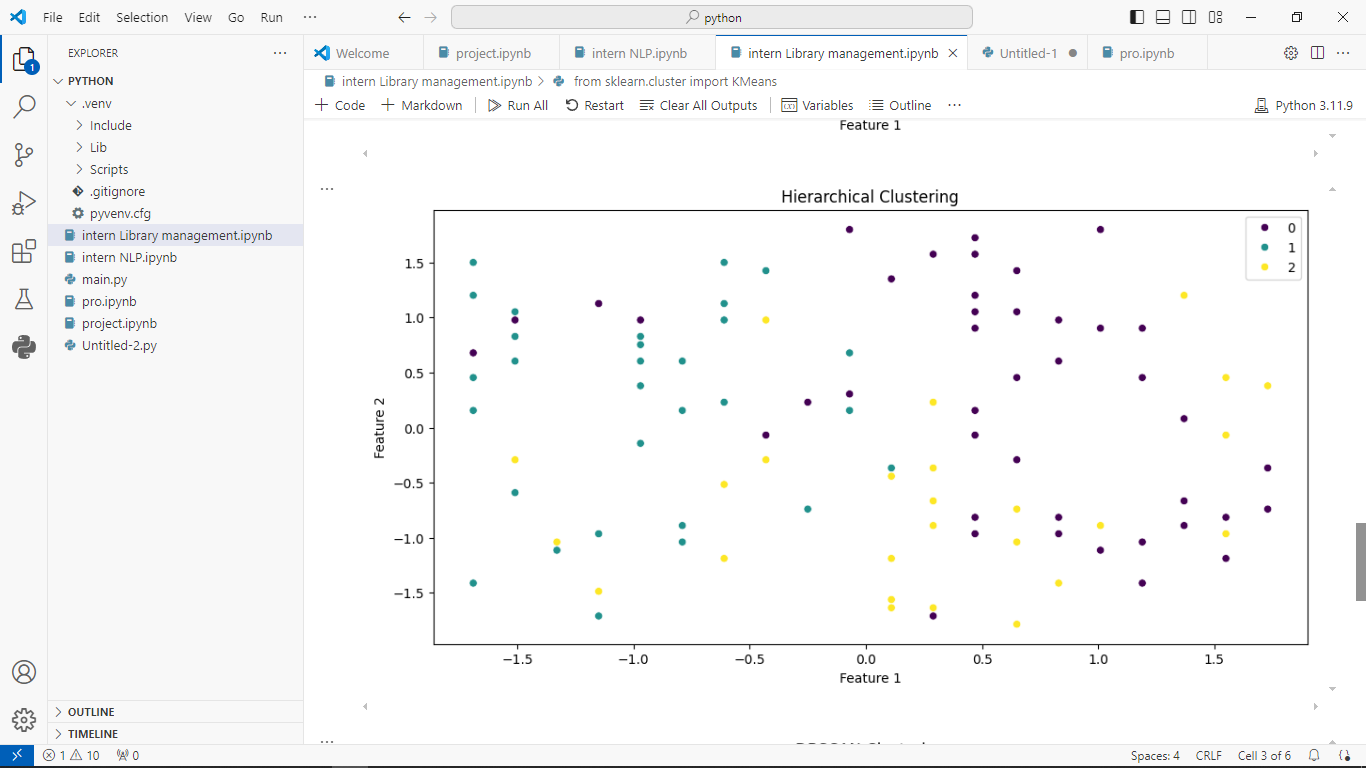 File Edit Selection View Go Run ··· python
EXPLORER ···
Welcome project.ipynb intern NLP.ipynb intern Library management.ipynb Untitled-1 pro.ipynb ···
PYTHON
.venv
Include
Lib
Scripts
.gitignore
pyvenv.cfg
intern Library management.ipynb
intern NLP.ipynb
main.py
pro.ipynb
project.ipynb
Untitled-2.py
OUTLINE
TIMELINE
1
intern Library management.ipynb > from sklearn.cluster import KMeans
+ Code + Markdown Run All Restart Clear All Outputs Variables Outline ··· Python 3.11.9
Feature 1
···
Hierarchical Clustering
0
1
2
Feature 2
1.5
1.0
0.5
0.0
−0.5
−1.0
−1.5
−1.5 −1.0 −0.5 0.0 0.5 1.0 1.5
Feature 1
···
1 10 0 Spaces: 4 CRLF Cell 3 of 6